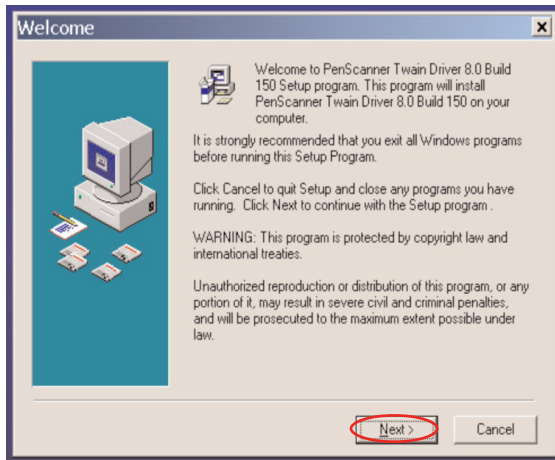 Welcome
Welcome to PenScanner Twain Driver 8.0 Build
150 Setup program. This program will install
PenScanner Twain Driver 8.0 Build 150 on your
computer.
It is strongly recommended that you exit all Windows programs
before running this Setup Program.
Click Cancel to quit Setup and close any programs you have
running. Click Next to continue with the Setup program .
WARNING: This program is protected by copyright law and
international treaties.
Unauthorized reproduction or distribution of this program, or any
portion of it, may result in severe civil and criminal penalties,
and will be prosecuted to the maximum extent possible under
law.
Next >
Cancel